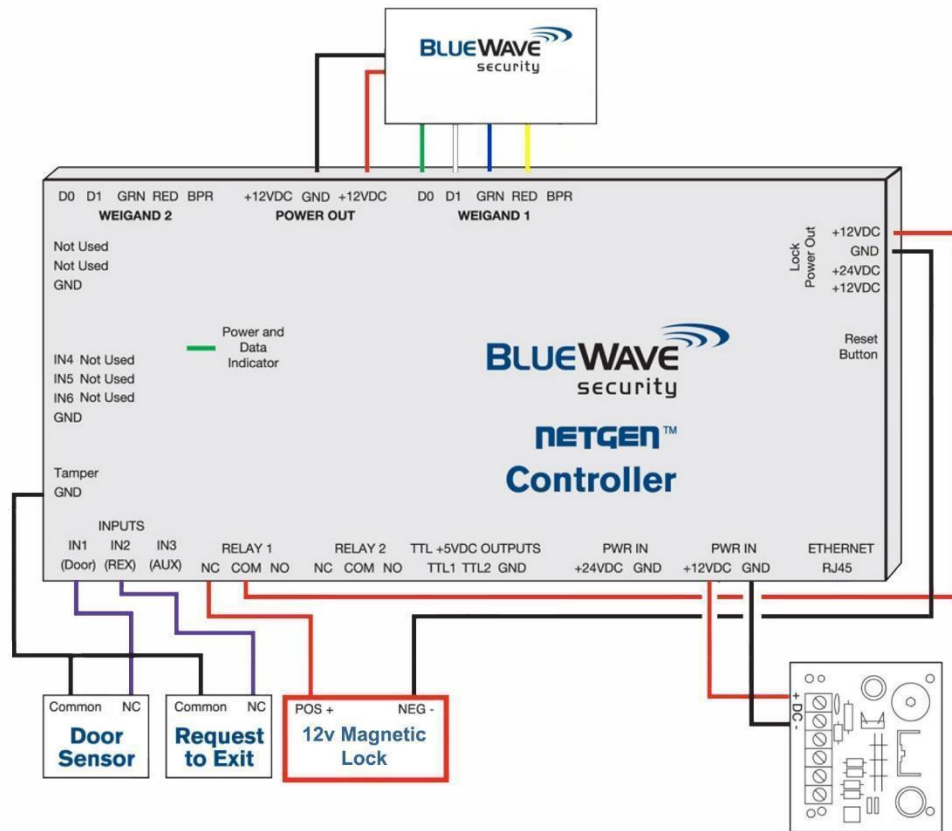 BLUEWAVE
security
D0 D1 GRN RED BPR
WEIGAND 2
+12VDC GND +12VDC
POWER OUT
D0 D1 GRN RED BPR
WEIGAND 1
Not Used
Not Used
GND
Lock
Power Out
+12VDC
GND
+24VDC
+12VDC
Power and
Data
Indicator
Reset
Button
IN4 Not Used
IN5 Not Used
IN6 Not Used
GND
BLUEWAVE
security
NETGEN™
Controller
Tamper
GND
INPUTS
IN1 IN2 IN3
(Door) (REX) (AUX)
RELAY 1
NC COM NO
RELAY 2
NC COM NO
TTL +5VDC OUTPUTS
TTL1 TTL2 GND
PWR IN
+24VDC GND
PWR IN
+12VDC GND
ETHERNET
RJ45
Common NC
Door
Sensor
Common NC
Request
to Exit
POS + NEG -
12v Magnetic
Lock
+ DC -